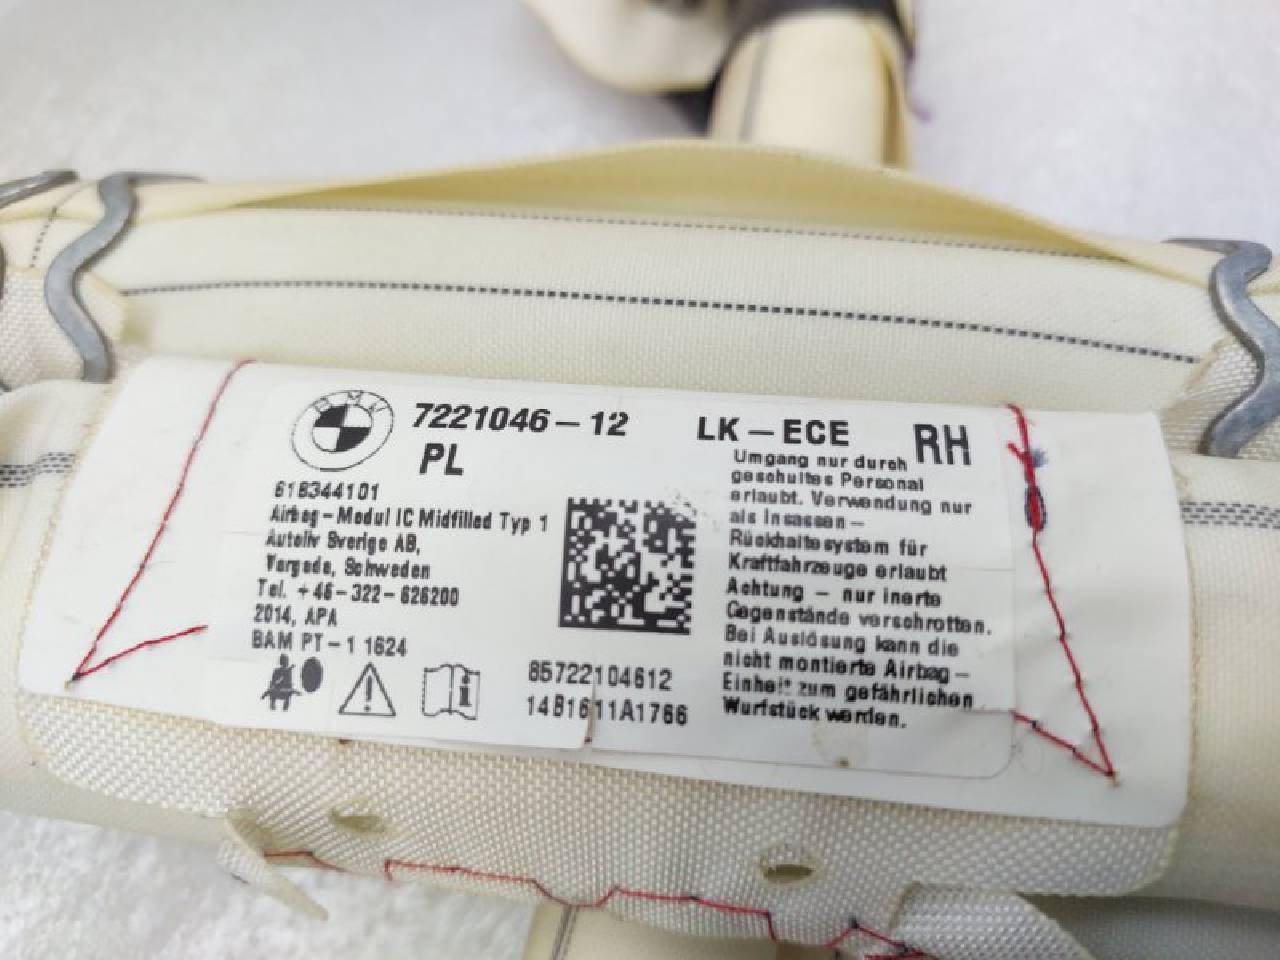 BMW
7221046-12 LK-ECE RH
PL
618344101
Airbag-Modul IC Midfilled Typ 1
Autoliv Sverige AB,
Vargada, Schweden
Tel. +46-322-626200
2014, APA
BAM PT-1 1624
85722104612
14B1611A1766
Umgang nur durch
geschultes Personal
erlaubt. Verwendung nur
als Insassen-
Rückhaltesystem für
Kraftfahrzeuge erlaubt
Achtung - nur inerte
Gegenstände verschrotten.
Bei Auslösung kann die
nicht montierte Airbag-
Einheit zum gefährlichen
Wurfstück werden.